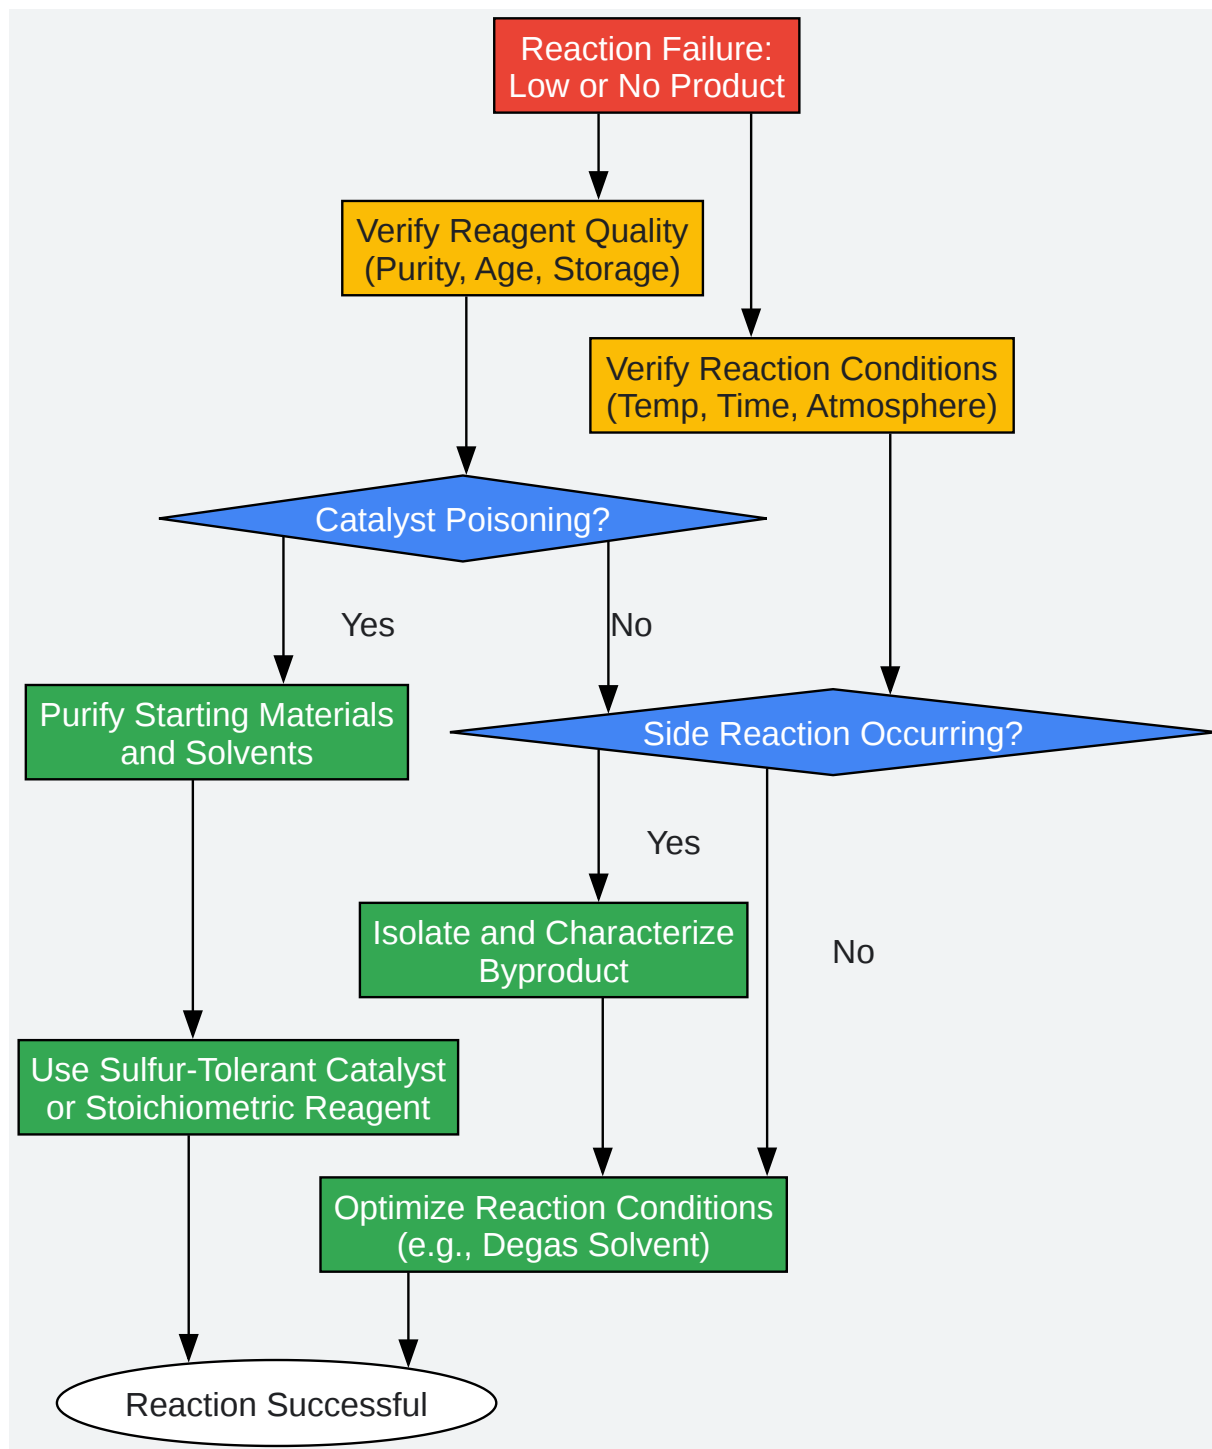 Reaction Failure:
Low or No Product
Verify Reagent Quality
(Purity, Age, Storage)
Verify Reaction Conditions
(Temp, Time, Atmosphere)
Catalyst Poisoning?
Yes
No
Purify Starting Materials
and Solvents
Side Reaction Occurring?
Yes
Isolate and Characterize
Byproduct
No
Use Sulfur-Tolerant Catalyst
or Stoichiometric Reagent
Optimize Reaction Conditions
(e.g., Degas Solvent)
Reaction Successful